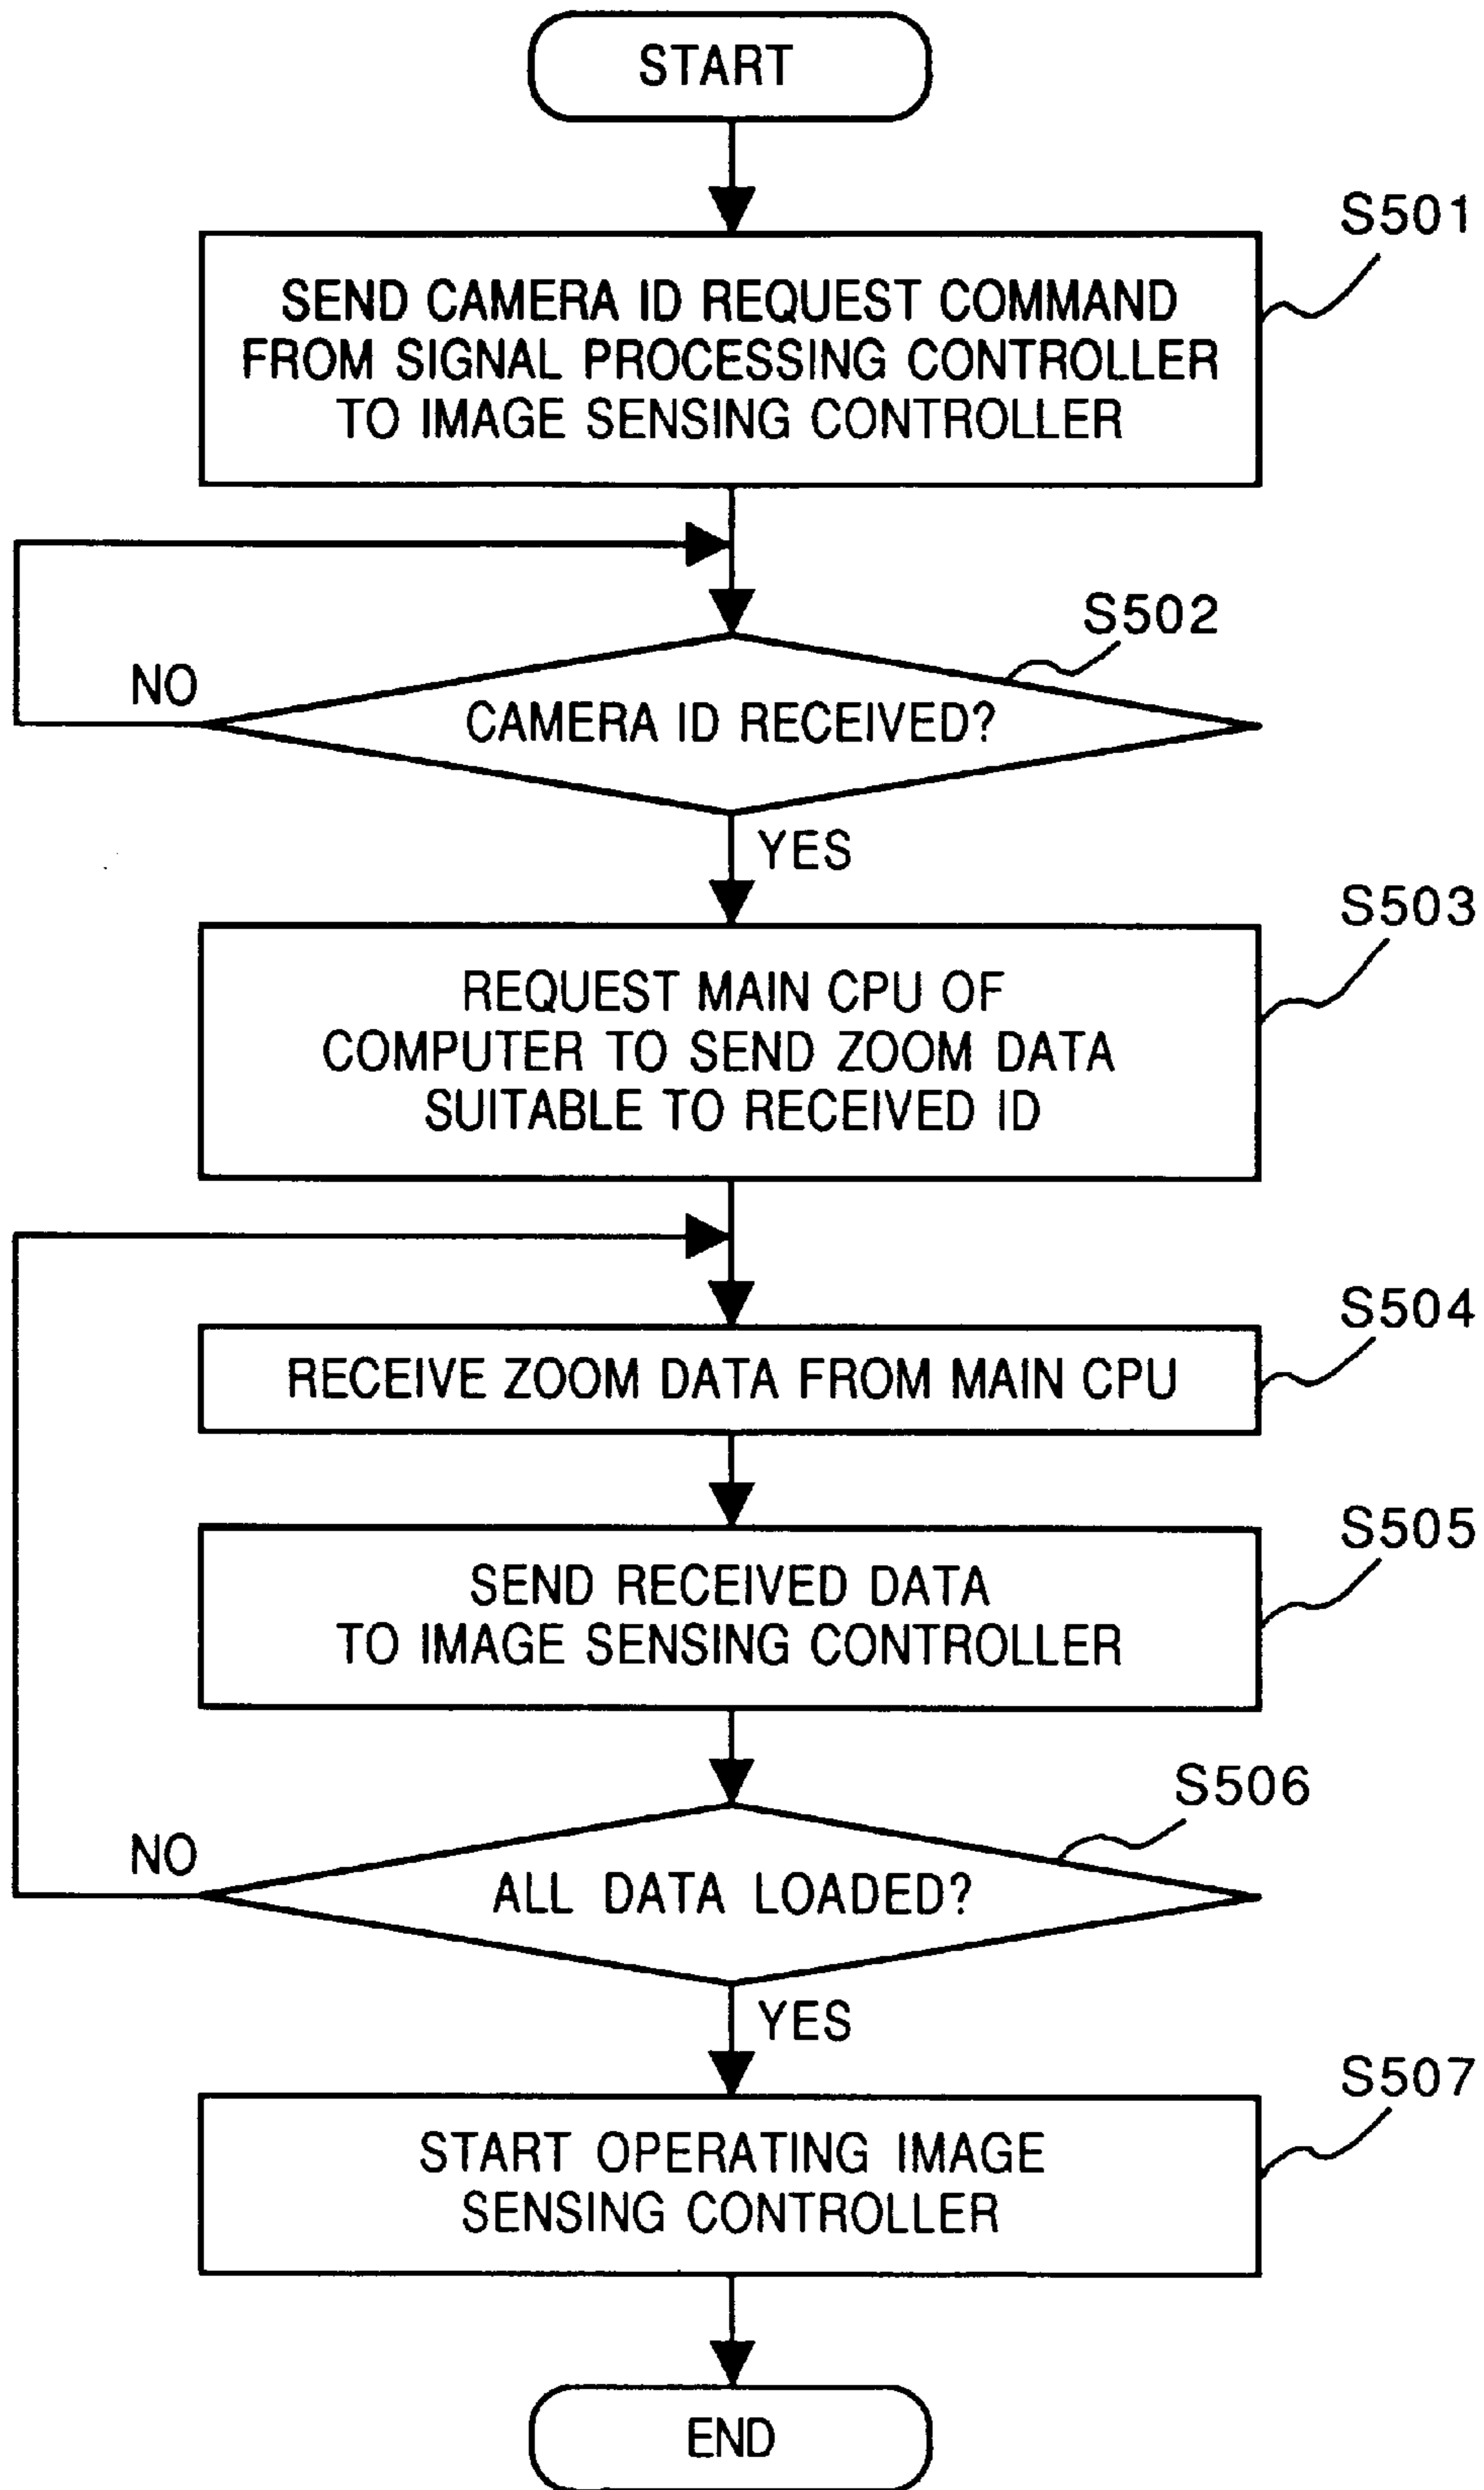 START
S501
SEND CAMERA ID REQUEST COMMAND
FROM SIGNAL PROCESSING CONTROLLER
TO IMAGE SENSING CONTROLLER
S502
NO
CAMERA ID RECEIVED?
YES
S503
REQUEST MAIN CPU OF
COMPUTER TO SEND ZOOM DATA
SUITABLE TO RECEIVED ID
S504
RECEIVE ZOOM DATA FROM MAIN CPU
S505
SEND RECEIVED DATA
TO IMAGE SENSING CONTROLLER
S506
NO
ALL DATA LOADED?
YES
S507
START OPERATING IMAGE
SENSING CONTROLLER
END